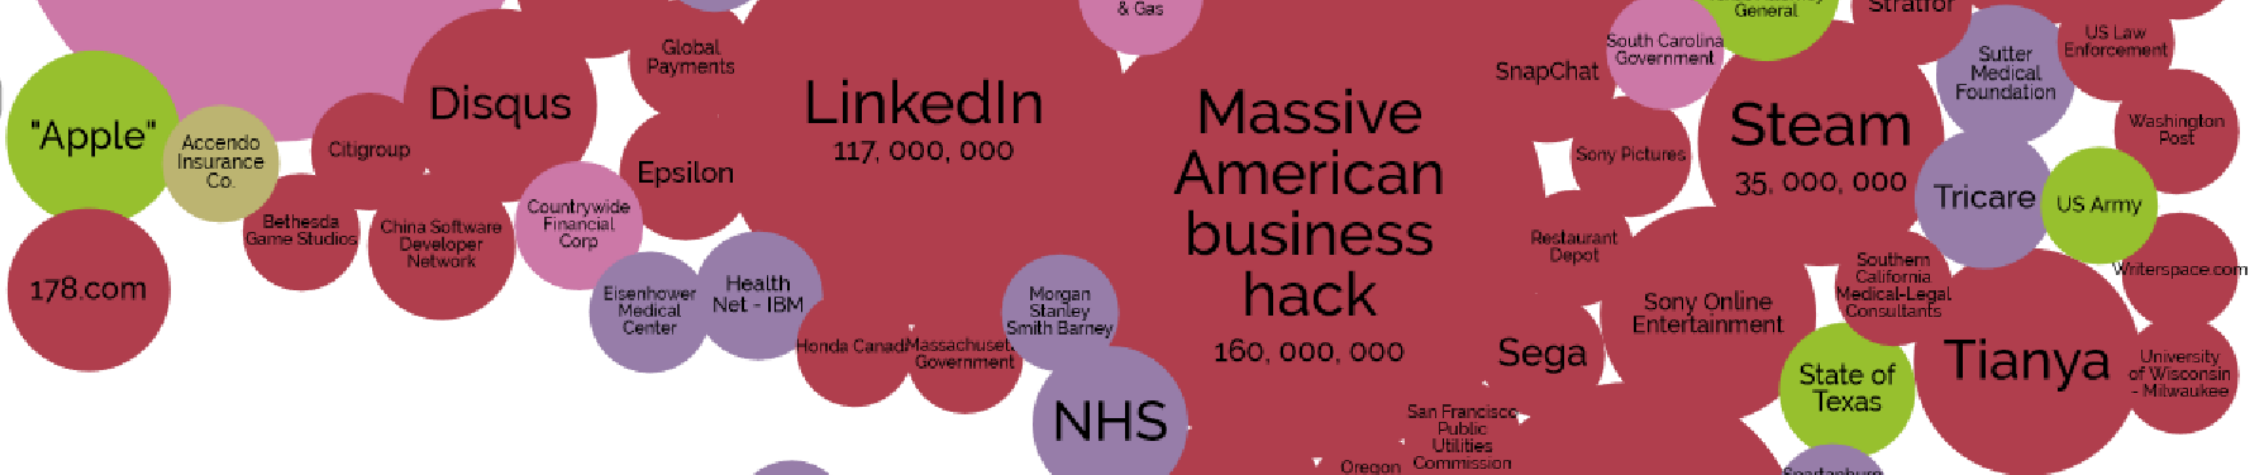 & Gas
General
Stratfor
Global
Payments
South Carolina
Government
US Law
Enforcement
Sutter
Medical
Foundation
SnapChat
Disqus
LinkedIn
117, 000, 000
Massive
American
business
hack
160, 000, 000
Steam
35, 000, 000
Washington
Post
"Apple"
Accendo
Insurance
Co.
Citigroup
Epsilon
Sony Pictures
Tricare
US Army
Bethesda
Game Studios
China Software
Developer
Network
Countrywide
Financial
Corp
Restaurant
Depot
Southern
California
Medical-Legal
Consultants
Writerspace.com
178.com
Eisenhower
Medical
Center
Health
Net - IBM
Morgan
Stanley
Smith Barney
Sony Online
Entertainment
Honda Canad
Massachuset
Government
Sega
State of
Texas
Tianya
University
of Wisconsin
- Milwaukee
NHS
San Francisco
Public
Utilities
Commission
Oregon